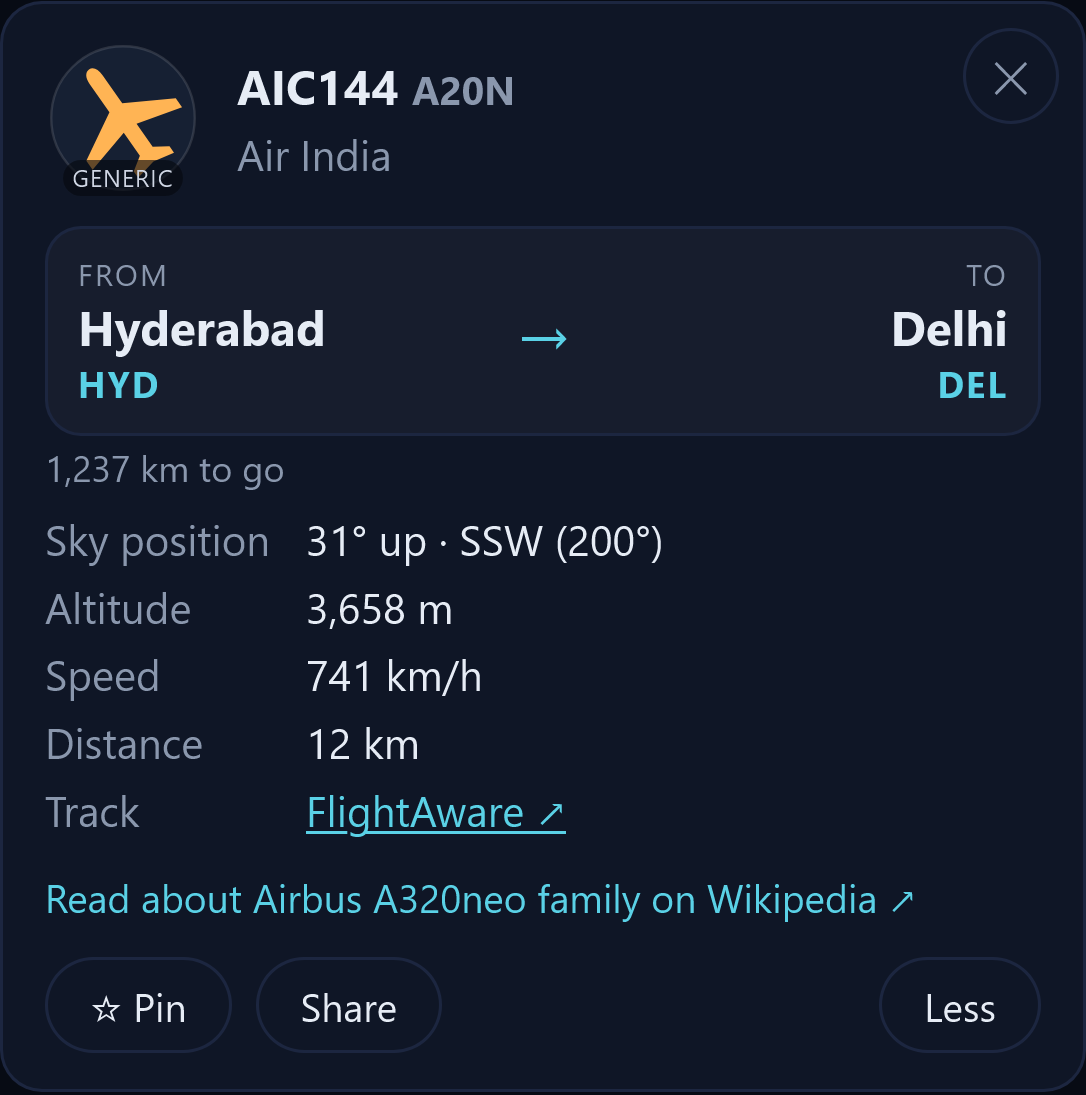 AIC144 A20N
Air India
GENERIC
FROM
Hyderabad
HYD
→
TO
Delhi
DEL
1,237 km to go
Sky position 31° up · SSW (200°)
Altitude 3,658 m
Speed 741 km/h
Distance 12 km
Track FlightAware ↗
Read about Airbus A320neo family on Wikipedia ↗
☆ Pin
Share
Less